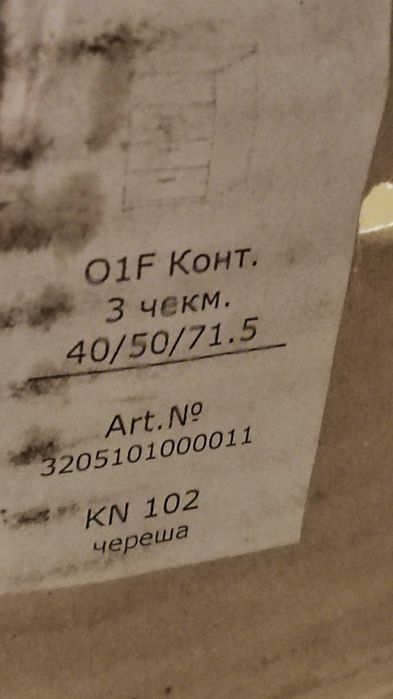 O1F Конт.
3 чекм.
40/50/71.5
Art.Nº
3205101000011
KN 102
череша